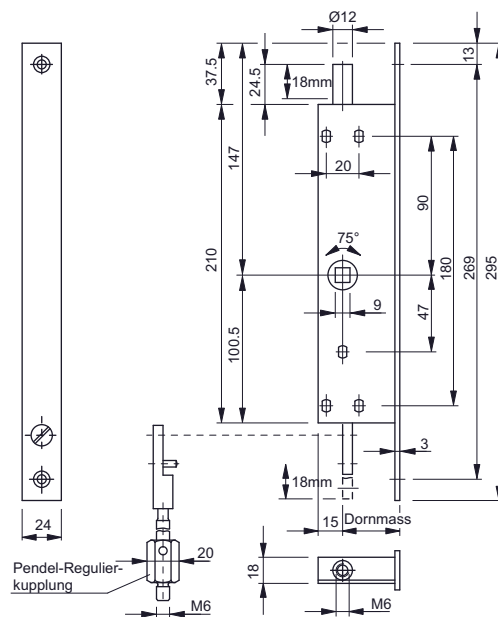 Ø12
13
37.5
24.5
18mm
147
20
90
75°
210
180
269
295
9
47
100.5
3
18mm
24
15 Dornmass
20
18
Pendel-Regulier-
kupplung
M6
M6